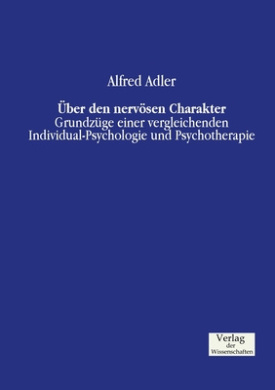 Alfred Adler
Über den nervösen Charakter
Grundzüge einer vergleichenden
Individual-Psychologie und Psychotherapie
Verlag
der
Wissenschaften